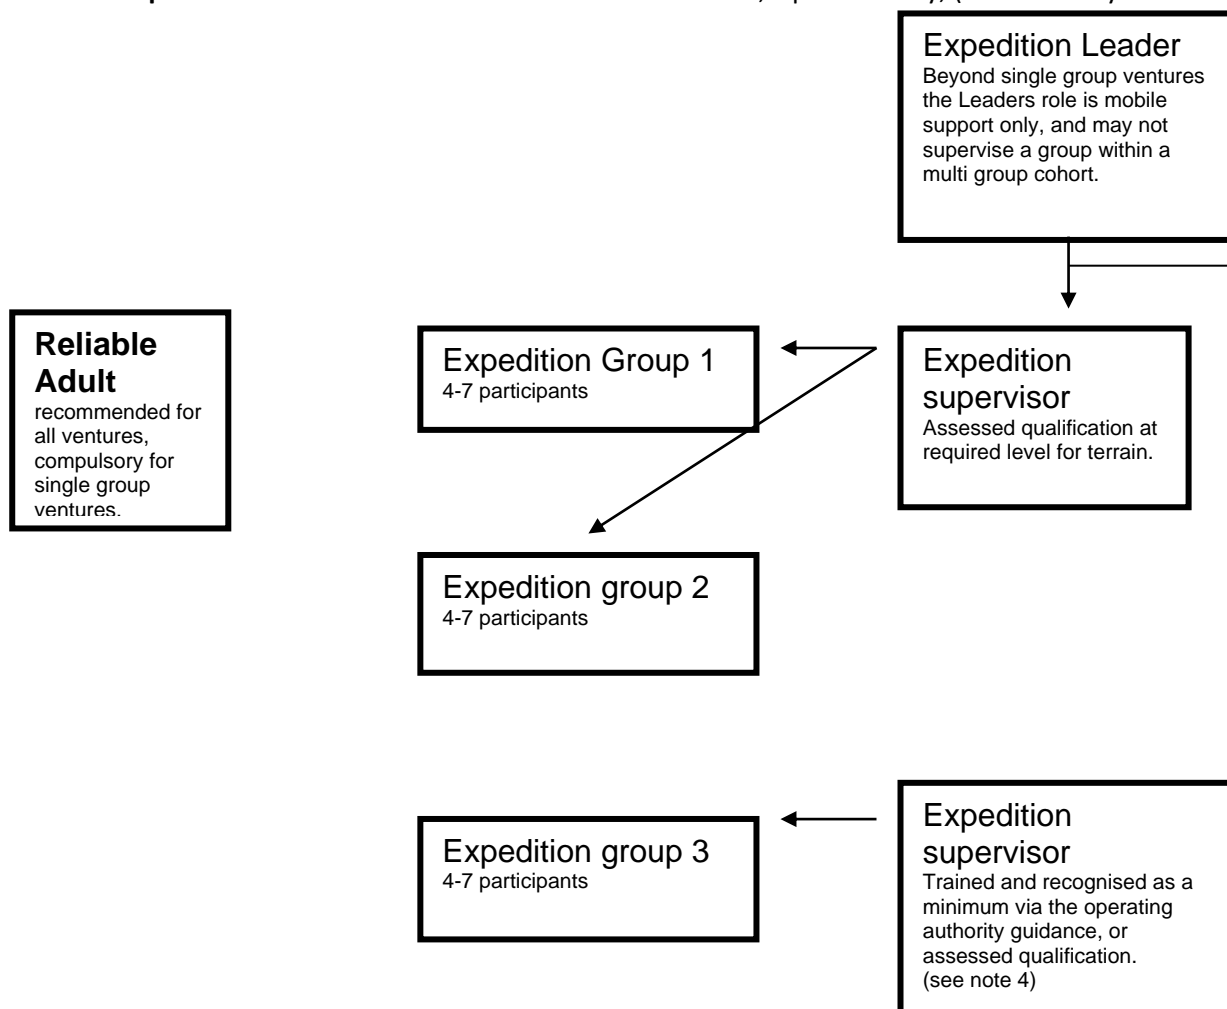 Expedition Leader
Beyond single group ventures
the Leaders role is mobile
support only, and may not
supervise a group within a
multi group cohort.
Reliable
Adult
recommended for
all ventures,
compulsory for
single group
ventures.
Expedition Group 1
4-7 participants
Expedition
supervisor
Assessed qualification at
required level for terrain.
Expedition group 2
4-7 participants
Expedition group 3
4-7 participants
Expedition
supervisor
Trained and recognised as a
minimum via the operating
authority guidance, or
assessed qualification.
(see note 4)